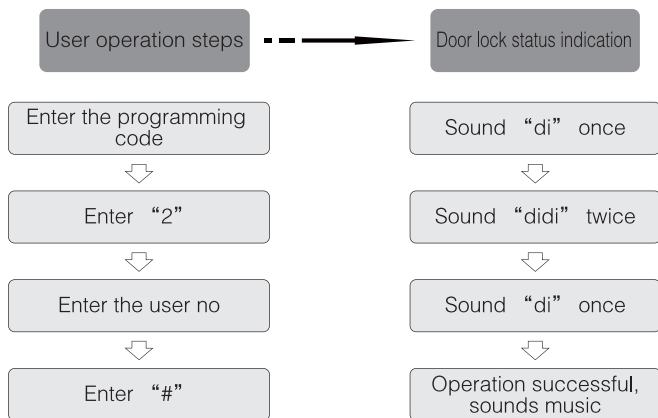 User operation steps
Door lock status indication
Enter the programming
code
Sound “di” once
Enter “2”
Sound “didi” twice
Enter the user no
Sound “di” once
Enter “#”
Operation successful,
sounds music